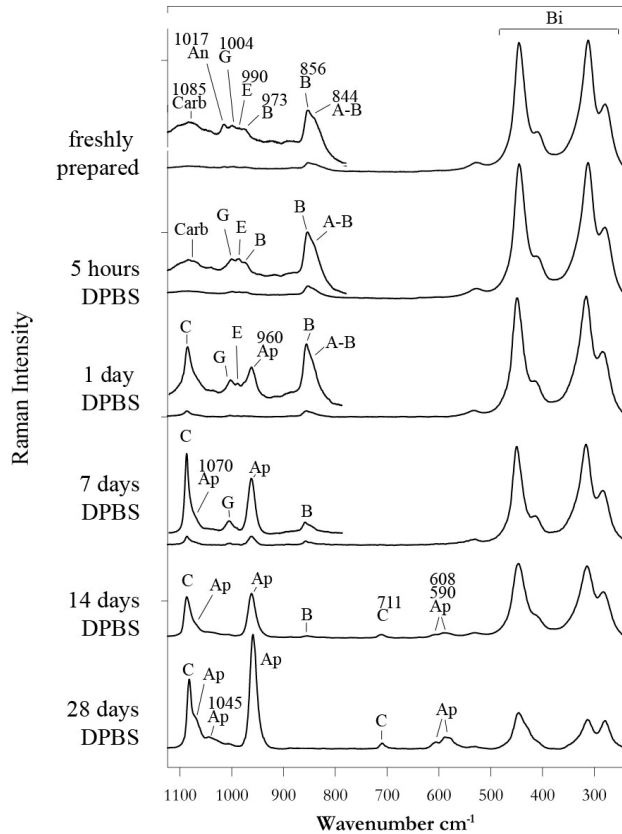 Bi
1017
An
1004
G
990
E
973
B
1085
Carb
856
B
844
A-B
freshly
prepared
Carb
G
E
B
B
A-B
5 hours
DPBS
C
G
E
960
Ap
B
A-B
1 day
DPBS
C
1070
Ap
G
Ap
B
7 days
DPBS
C
Ap
Ap
B
711
C
608
590
Ap
14 days
DPBS
C
Ap
1045
Ap
Ap
C
Ap
28 days
DPBS
Raman Intensity
1100 1000 900 800 700 600 500 400 300
Wavenumber cm⁻¹